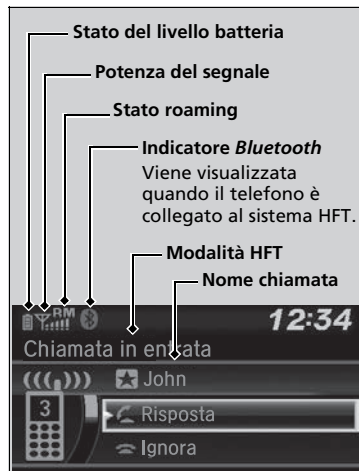 Stato del livello batteria
Potenza del segnale
Stato roaming
Indicatore Bluetooth
Viene visualizzata
quando il telefono è
collegato al sistema HFT.
Modalità HFT
Nome chiamata
RM
12:34
Chiamata in entrata
John
3
Risposta
Ignora